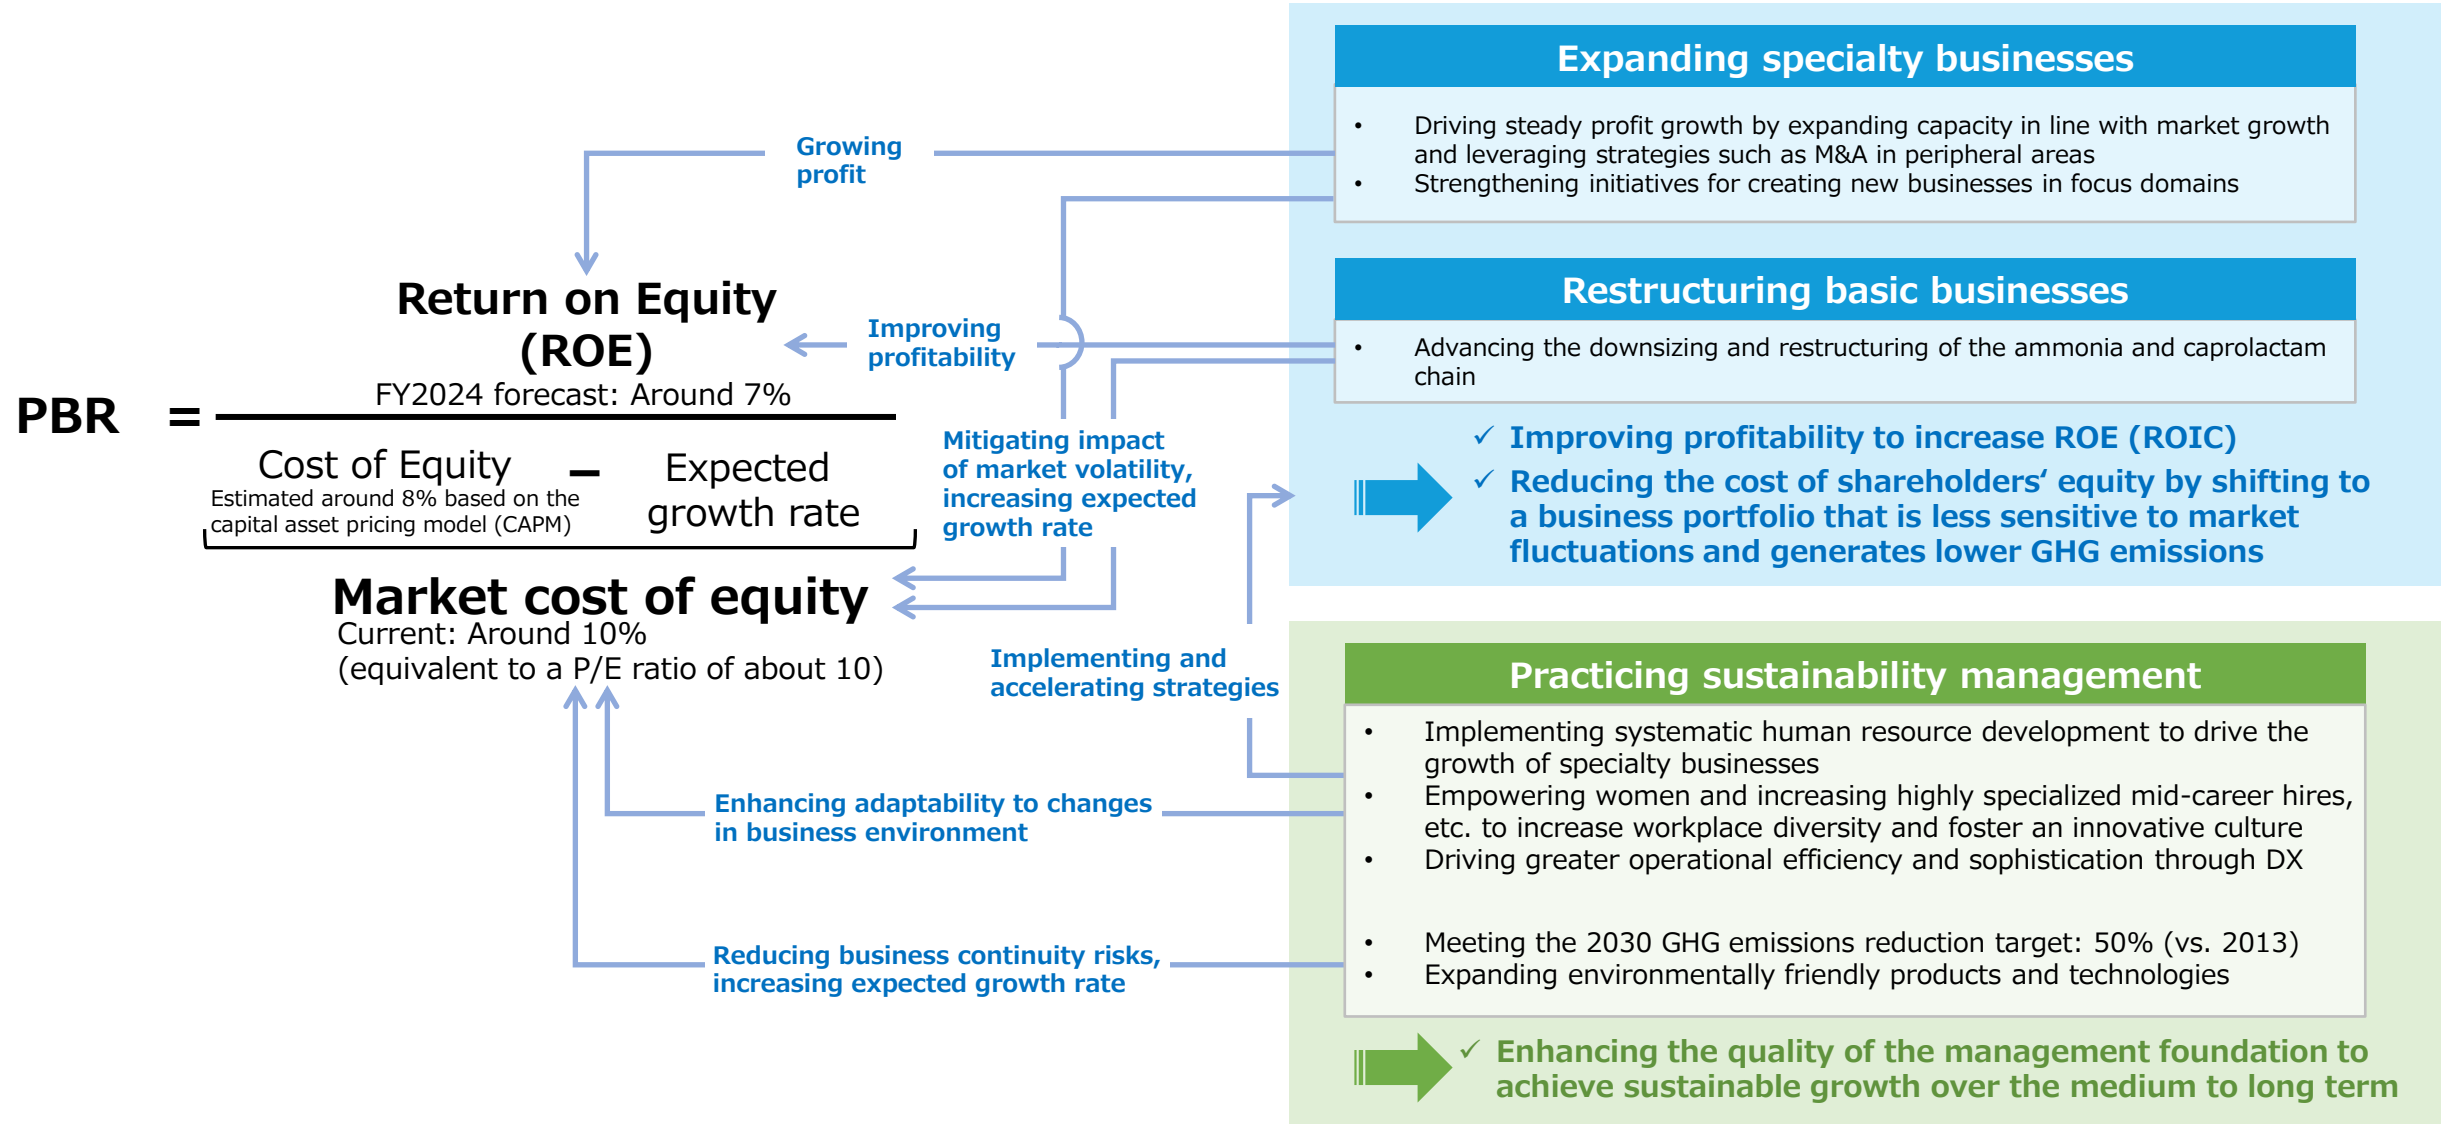 Growing
profit
Return on Equity
(ROE)
FY2024 forecast: Around 7%
PBR =
Cost of Equity
Estimated around 8% based on the
capital asset pricing model (CAPM)
–
Expected
growth rate
Market cost of equity
Current: Around 10%
(equivalent to a P/E ratio of about 10)
Improving
profitability
Mitigating impact
of market volatility,
increasing expected
growth rate
Implementing and
accelerating strategies
Enhancing adaptability to changes
in business environment
Reducing business continuity risks,
increasing expected growth rate
Expanding specialty businesses
• Driving steady profit growth by expanding capacity in line with market growth
and leveraging strategies such as M&A in peripheral areas
• Strengthening initiatives for creating new businesses in focus domains
Restructuring basic businesses
• Advancing the downsizing and restructuring of the ammonia and caprolactam
chain
✓ Improving profitability to increase ROE (ROIC)
✓ Reducing the cost of shareholders‘ equity by shifting to
a business portfolio that is less sensitive to market
fluctuations and generates lower GHG emissions
Practicing sustainability management
• Implementing systematic human resource development to drive the
growth of specialty businesses
• Empowering women and increasing highly specialized mid-career hires,
etc. to increase workplace diversity and foster an innovative culture
• Driving greater operational efficiency and sophistication through DX
• Meeting the 2030 GHG emissions reduction target: 50% (vs. 2013)
• Expanding environmentally friendly products and technologies
✓ Enhancing the quality of the management foundation to
achieve sustainable growth over the medium to long term